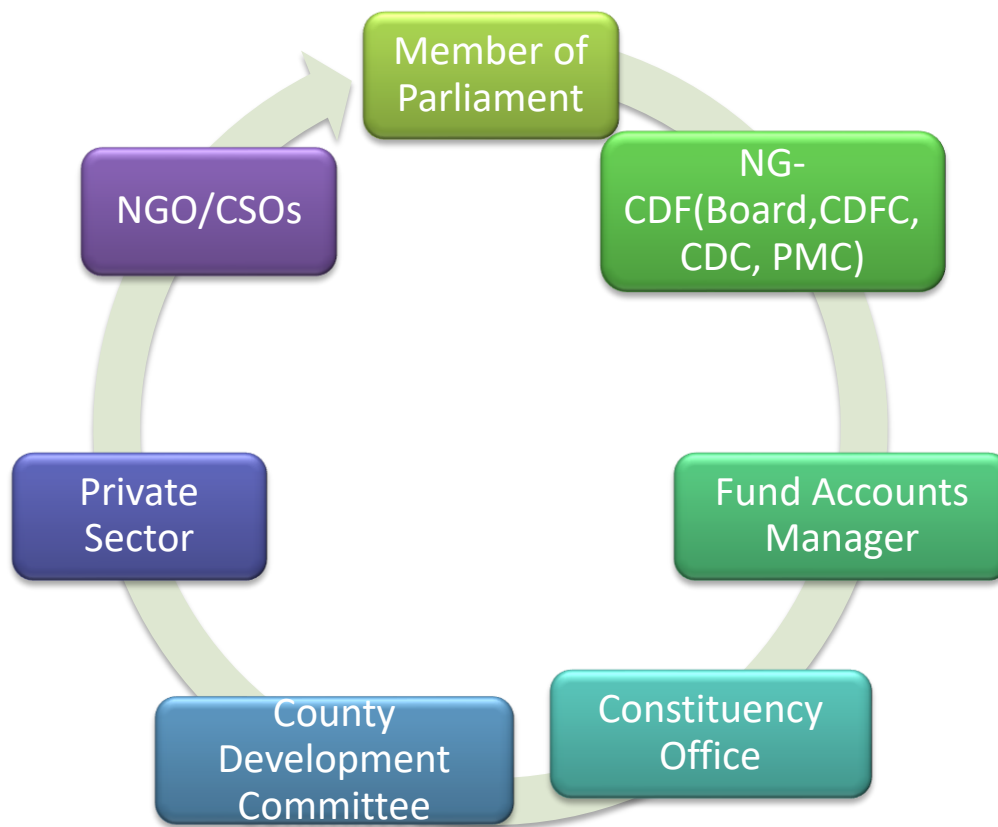 Member of
Parliament
NG-
CDF(Board,CDFC,
CDC, PMC)
Fund Accounts
Manager
Constituency
Office
County
Development
Committee
Private
Sector
NGO/CSOs